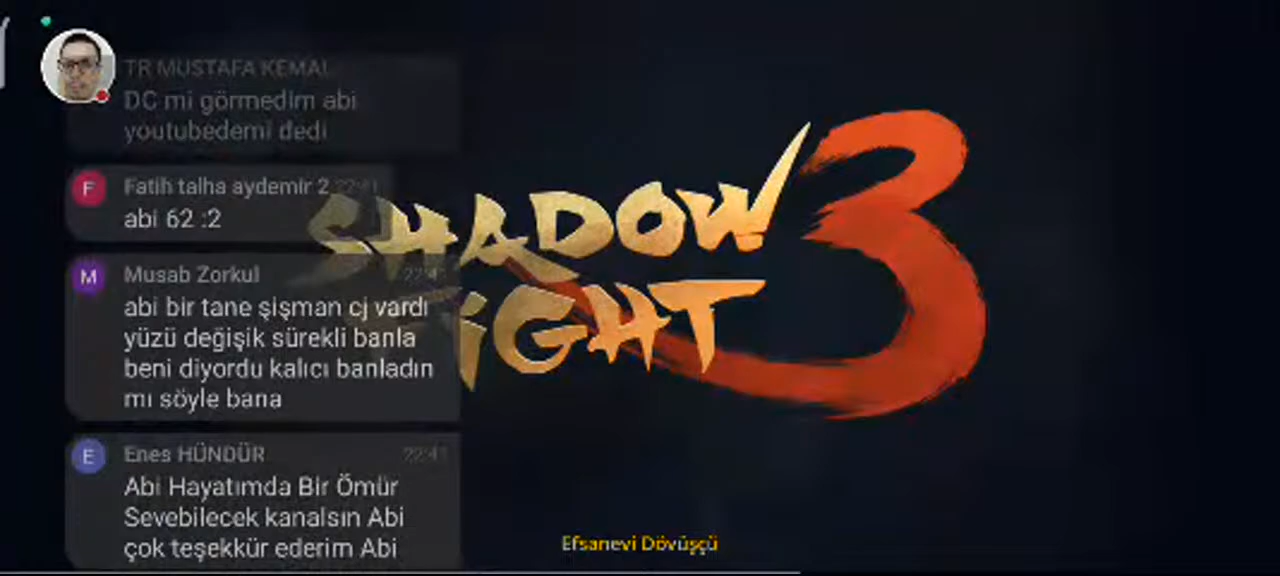 TR MUSTAFA KEMAL
DC mi görmedim abi
youtubedemi dedi
F
Fatih talha aydemir 2 22:41
abi 62 :2
M
Musab Zorkul 22:41
abi bir tane şişman cj vardı
yüzü değişik sürekli banla
beni diyordu kalıcı banladın
mı söyle bana
E
Enes HÜNDÜR 22:41
Abi Hayatımda Bir Ömür
Sevebilecek kanalsın Abi
çok teşekkür ederim Abi
SHADOW
FIGHT
3
Efsanevi Dövüşçü